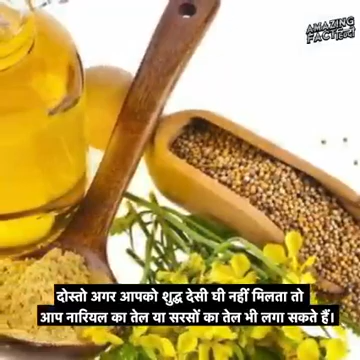 AMAZING
FACT
दोस्तो अगर आपको शुद्ध देसी घी नहीं मिलता तो
आप नारियल का तेल या सरसों का तेल भी लगा सकते हैं।